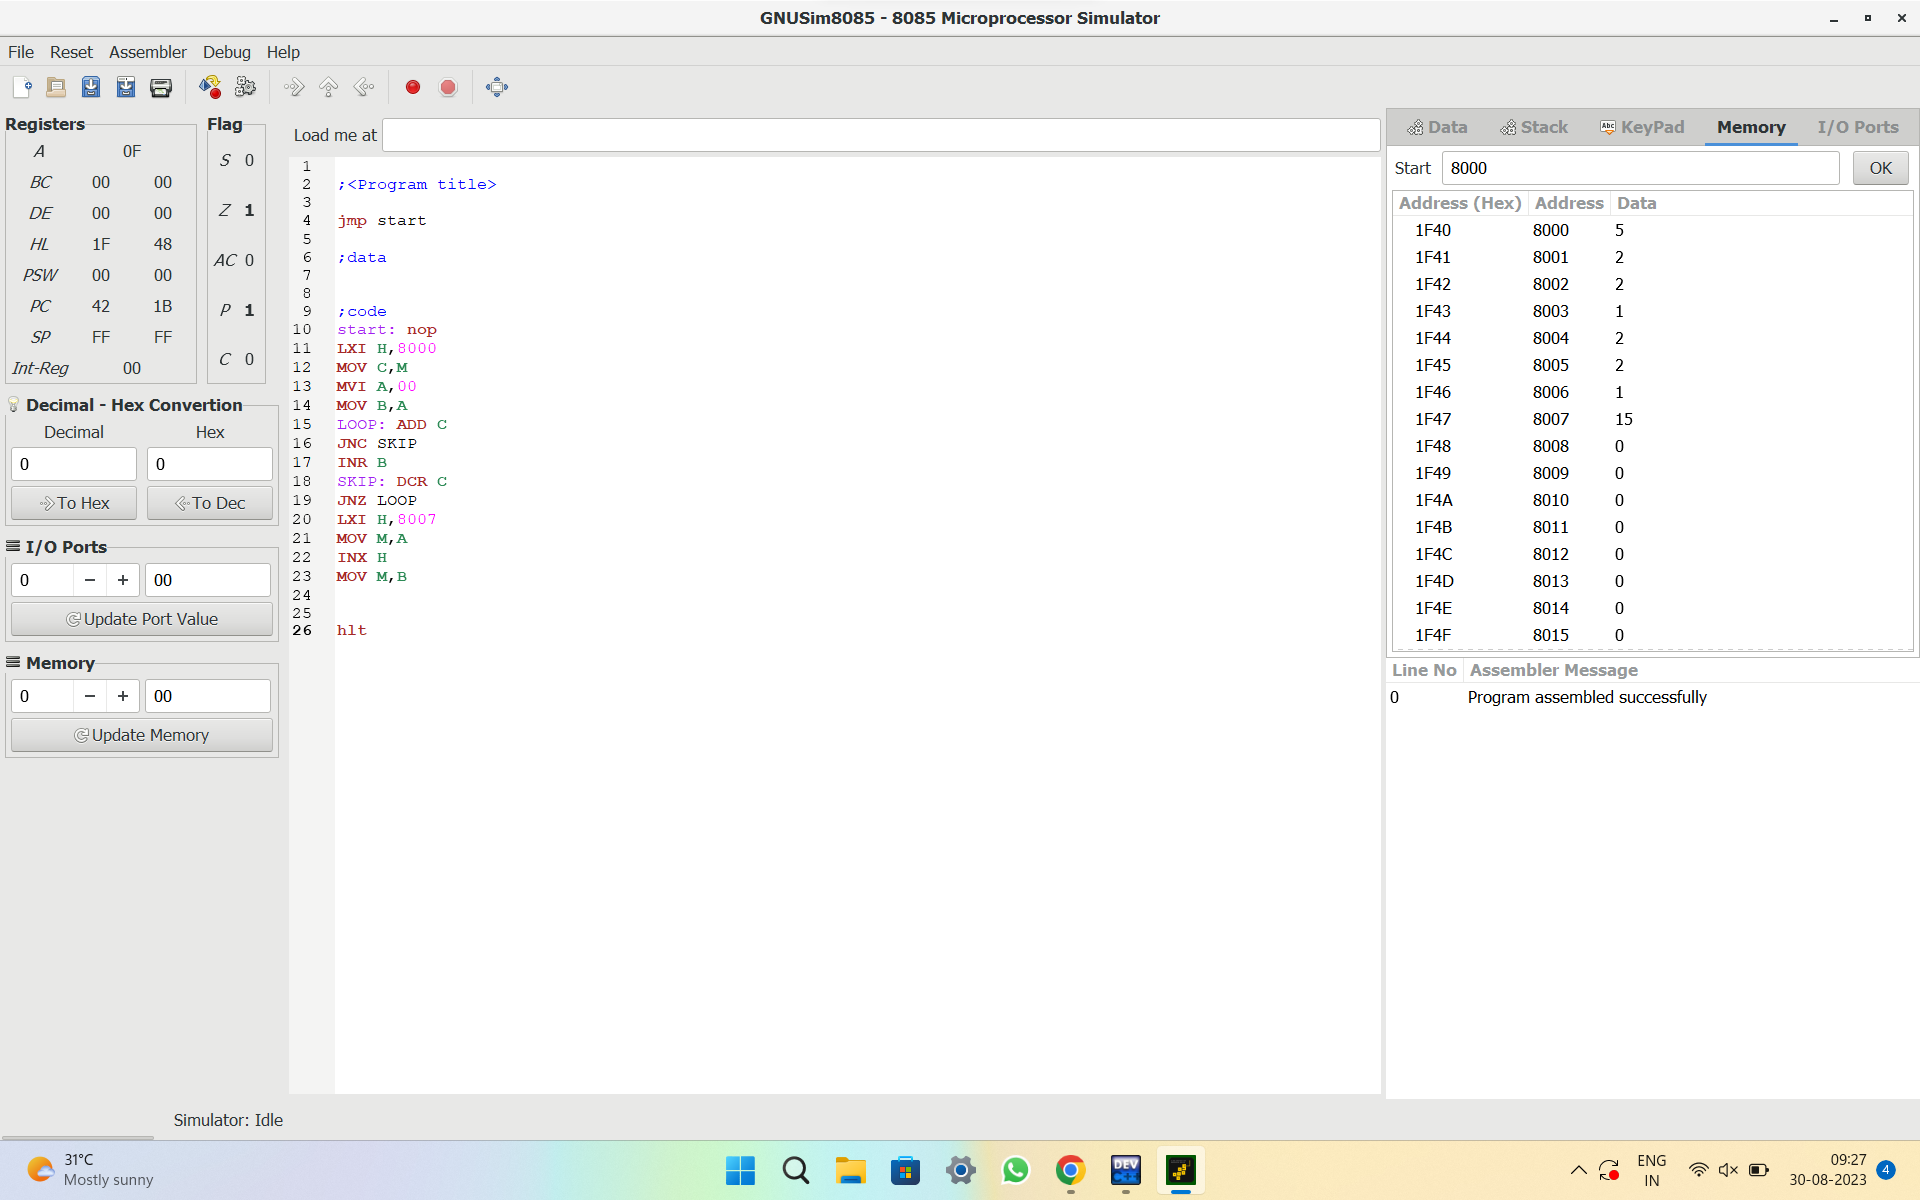 GNUSim8085 - 8085 Microprocessor Simulator
File Reset Assembler Debug Help
Registers
A 0F
BC 00 00
DE 00 00
HL 1F 48
PSW 00 00
PC 42 1B
SP FF FF
Int-Reg 00
Flag
S 0
Z 1
AC 0
P 1
C 0
Decimal - Hex Convertion
Decimal Hex
0 0
To Hex To Dec
I/O Ports
0 − + 00
Update Port Value
Memory
0 − + 00
Update Memory
Load me at
1
2 ;<Program title>
3
4 jmp start
5
6 ;data
7
8
9 ;code
10 start: nop
11 LXI H,8000
12 MOV C,M
13 MVI A,00
14 MOV B,A
15 LOOP: ADD C
16 JNC SKIP
17 INR B
18 SKIP: DCR C
19 JNZ LOOP
20 LXI H,8007
21 MOV M,A
22 INX H
23 MOV M,B
24
25
26 hlt
Data Stack Abc KeyPad Memory I/O Ports
Start 8000 OK
Address (Hex) Address Data
1F40 8000 5
1F41 8001 2
1F42 8002 2
1F43 8003 1
1F44 8004 2
1F45 8005 2
1F46 8006 1
1F47 8007 15
1F48 8008 0
1F49 8009 0
1F4A 8010 0
1F4B 8011 0
1F4C 8012 0
1F4D 8013 0
1F4E 8014 0
1F4F 8015 0
Line No Assembler Message
0 Program assembled successfully
Simulator: Idle
31°C
Mostly sunny
DEV
C++
ENG
IN
09:27
30-08-2023
4